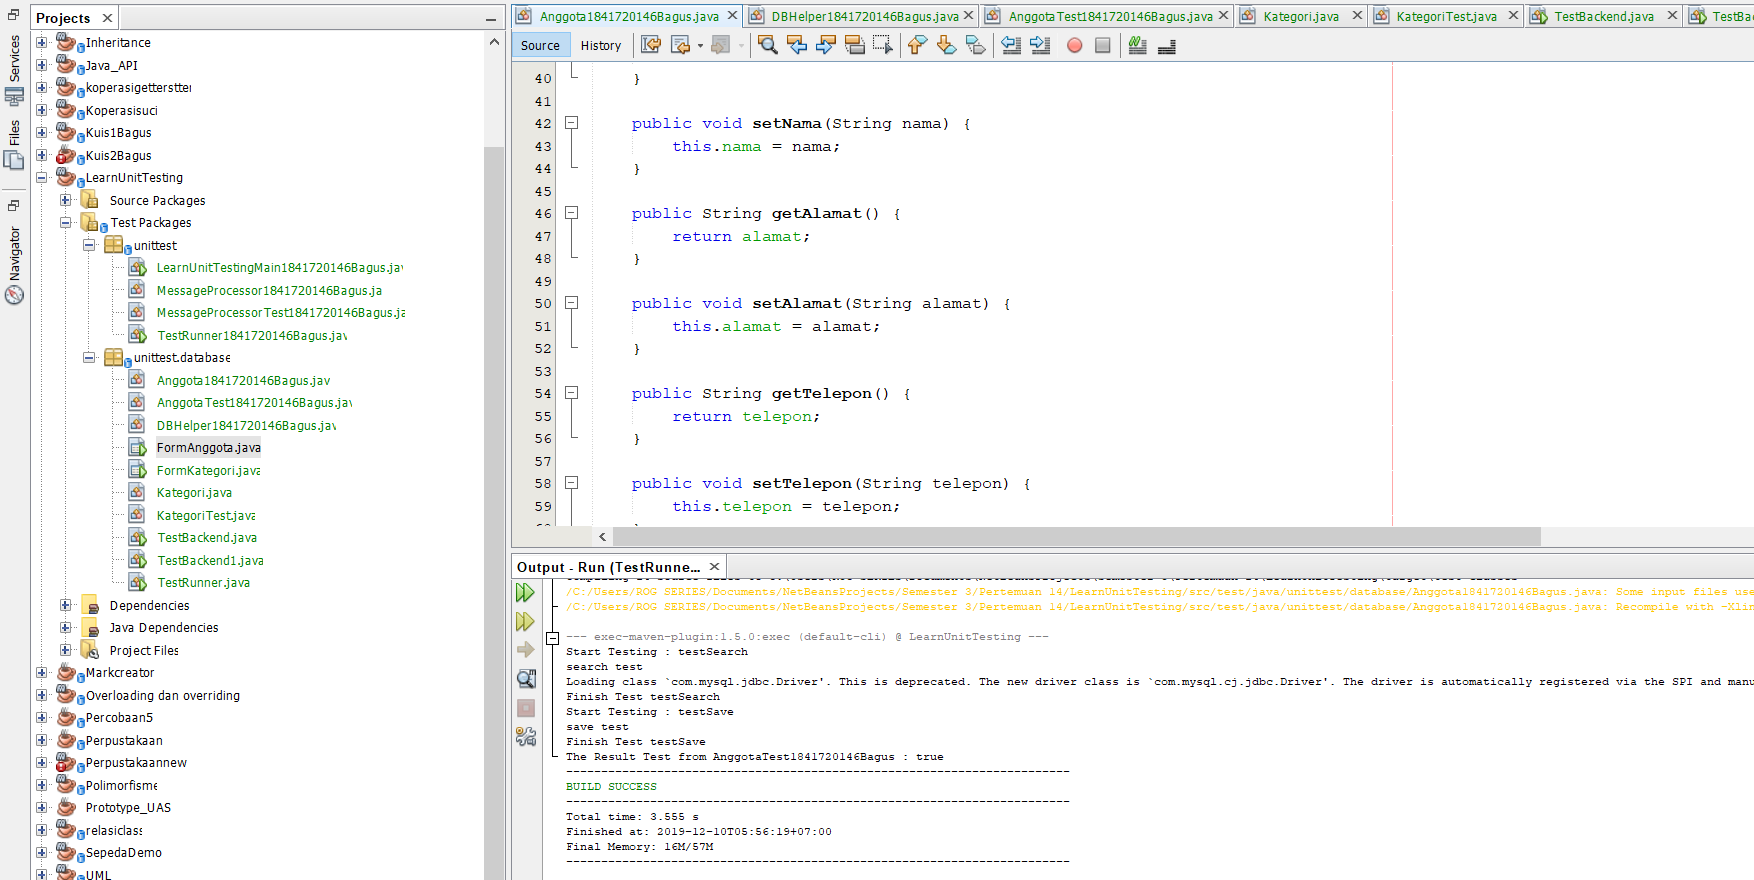 Services
Files
Navigator
Projects
Inheritance
Java_API
koperasigetterstter
Koperasisuci
Kuis1Bagus
Kuis2Bagus
LearnUnitTesting
Source Packages
Test Packages
unittest
LearnUnitTestingMain1841720146Bagus.jav
MessageProcessor1841720146Bagus.ja
MessageProcessorTest1841720146Bagus.ja
TestRunner1841720146Bagus.jav
unittest.database
Anggota1841720146Bagus.jav
AnggotaTest1841720146Bagus.jav
DBHelper1841720146Bagus.jav
FormAnggota.java
FormKategori.java
Kategori.java
KategoriTest.java
TestBackend.java
TestBackend1.java
TestRunner.java
Dependencies
Java Dependencies
Project Files
Markcreator
Overloading dan overriding
Percobaan5
Perpustakaan
Perpustakaannew
Polimorfisme
Prototype_UAS
relasiclass
SepedaDemo
UML
Anggota1841720146Bagus.java DBHelper1841720146Bagus.java AnggotaTest1841720146Bagus.java Kategori.java KategoriTest.java TestBackend.java TestBac
Source History
40 }
41
42 public void setNama(String nama) {
43 this.nama = nama;
44 }
45
46 public String getAlamat() {
47 return alamat;
48 }
49
50 public void setAlamat(String alamat) {
51 this.alamat = alamat;
52 }
53
54 public String getTelepon() {
55 return telepon;
56 }
57
58 public void setTelepon(String telepon) {
59 this.telepon = telepon;
Output - Run (TestRunne...
/C:/Users/ROG SERIES/Documents/NetBeansProjects/Semester 3/Pertemuan 14/LearnUnitTesting/src/test/java/unittest/database/Anggota1841720146Bagus.java: Some input files use
/C:/Users/ROG SERIES/Documents/NetBeansProjects/Semester 3/Pertemuan 14/LearnUnitTesting/src/test/java/unittest/database/Anggota1841720146Bagus.java: Recompile with -Xlin
--- exec-maven-plugin:1.5.0:exec (default-cli) @ LearnUnitTesting ---
Start Testing : testSearch
search test
Loading class `com.mysql.jdbc.Driver'. This is deprecated. The new driver class is `com.mysql.cj.jdbc.Driver'. The driver is automatically registered via the SPI and manu
Finish Test testSearch
Start Testing : testSave
save test
Finish Test testSave
The Result Test from AnggotaTest1841720146Bagus : true
------------------------------------------------------------------------
BUILD SUCCESS
------------------------------------------------------------------------
Total time: 3.555 s
Finished at: 2019-12-10T05:56:19+07:00
Final Memory: 16M/57M
------------------------------------------------------------------------